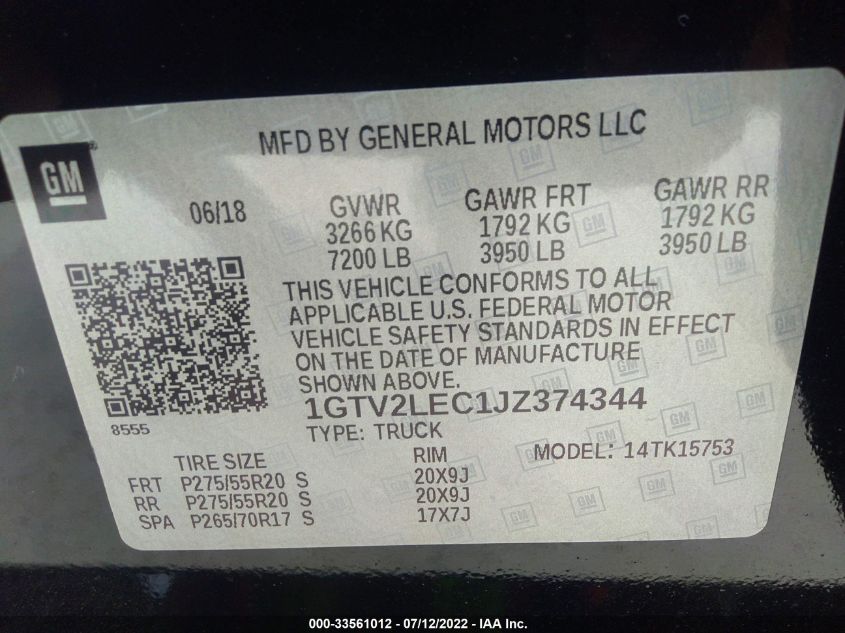 MFD BY GENERAL MOTORS LLC
GM ®
06/18 GVWR GAWR FRT GAWR RR
3266 KG 1792 KG 1792 KG
7200 LB 3950 LB 3950 LB
THIS VEHICLE CONFORMS TO ALL
APPLICABLE U.S. FEDERAL MOTOR
VEHICLE SAFETY STANDARDS IN EFFECT
ON THE DATE OF MANUFACTURE
SHOWN ABOVE.
1GTV2LEC1JZ374344
8555
TYPE: TRUCK
TIRE SIZE RIM MODEL: 14TK15753
FRT P275/55R20 S 20X9J
RR P275/55R20 S 20X9J
SPA P265/70R17 S 17X7J
000-33561012 - 07/12/2022 - IAA Inc.